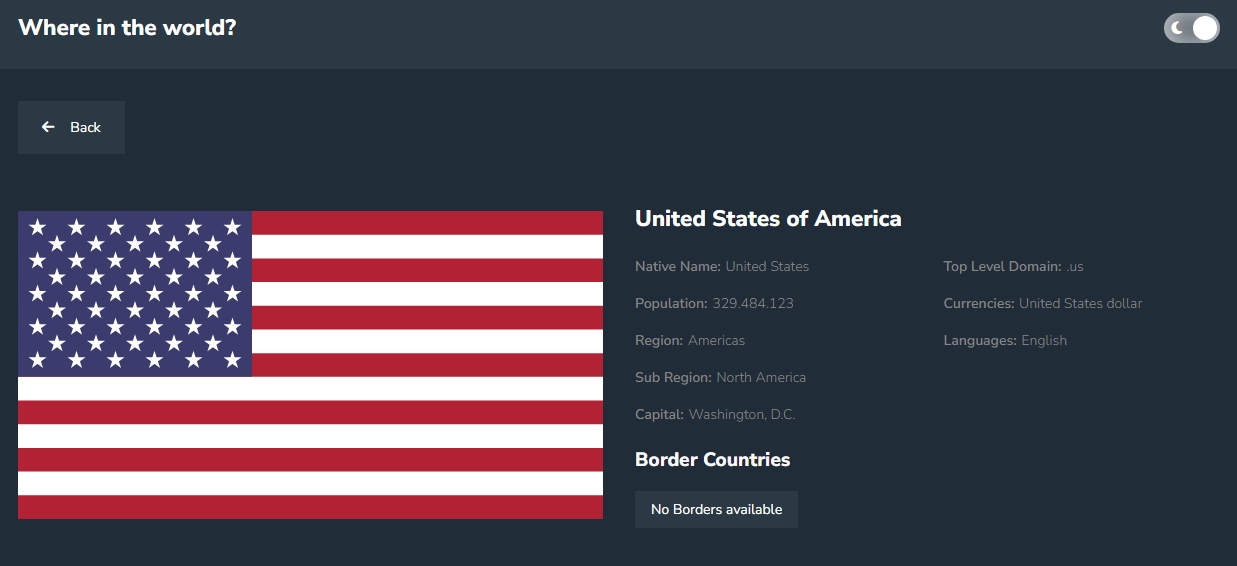 Where in the world?
Back
United States of America
Native Name: United States
Population: 329.484.123
Region: Americas
Sub Region: North America
Capital: Washington, D.C.
Top Level Domain: .us
Currencies: United States dollar
Languages: English
Border Countries
No Borders available